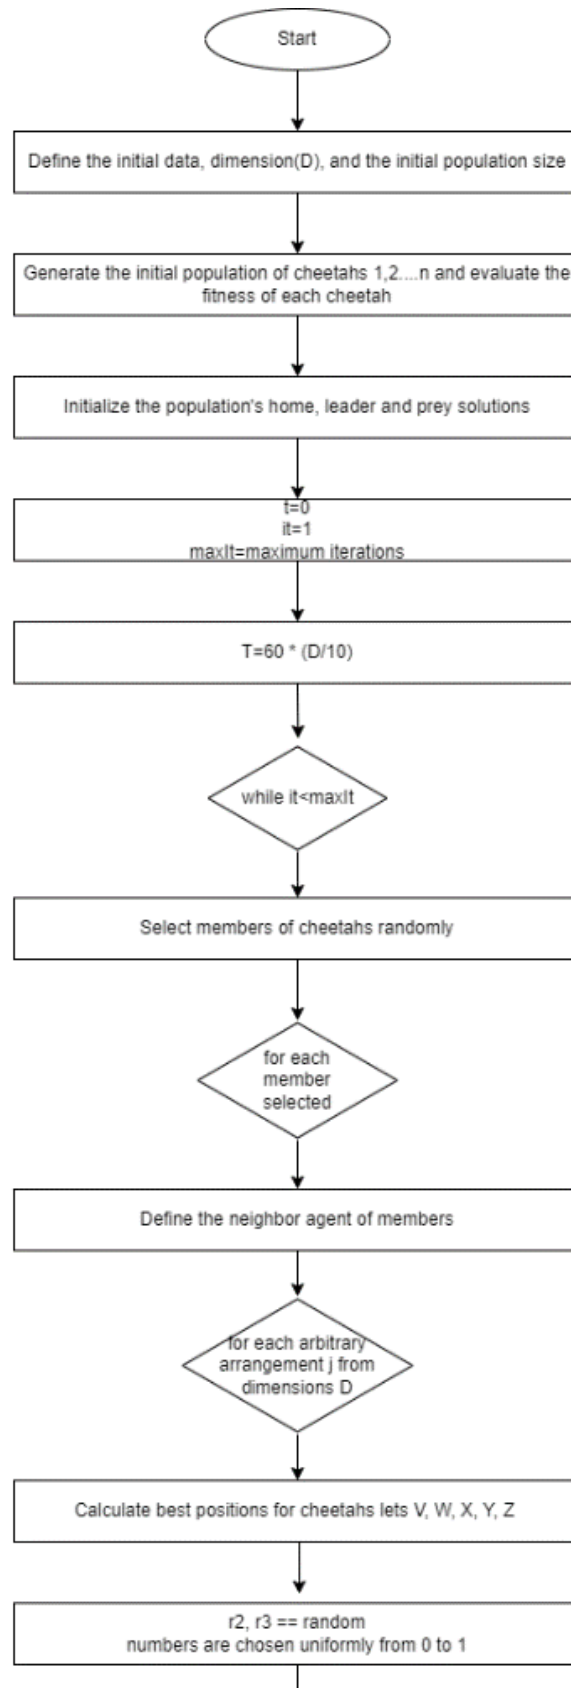 Start
Define the initial data, dimension(D), and the initial population size
Generate the initial population of cheetahs 1,2....n and evaluate the
fitness of each cheetah
Initialize the population's home, leader and prey solutions
t=0
it=1
maxIt=maximum iterations
T=60 * (D/10)
while it<maxIt
Select members of cheetahs randomly
for each
member
selected
Define the neighbor agent of members
for each arbitrary
arrangement j from
dimensions D
Calculate best positions for cheetahs lets V, W, X, Y, Z
r2, r3 == random
numbers are chosen uniformly from 0 to 1